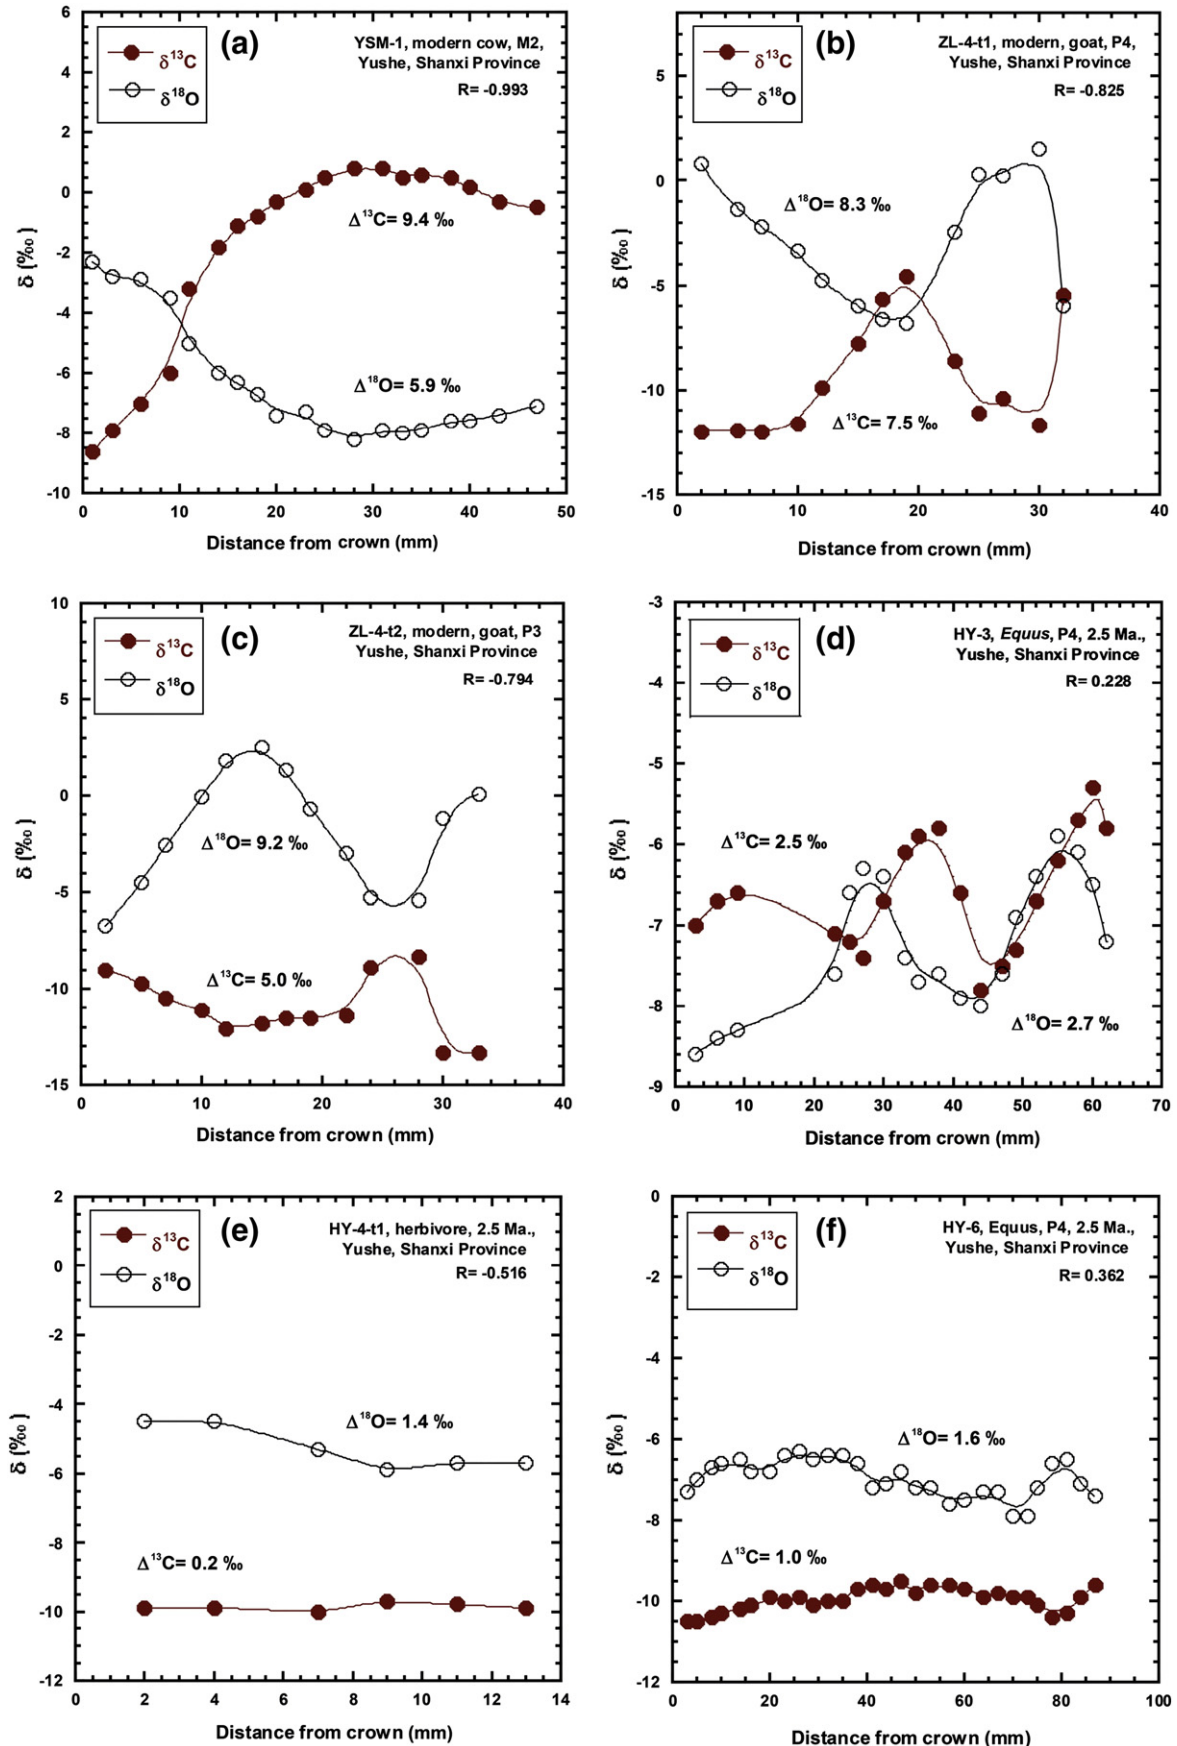 (a)
δ¹³C
δ¹⁸O
YSM-1, modern cow, M2,
Yushe, Shanxi Province
R= -0.993
Δ¹³C= 9.4 ‰
Δ¹⁸O= 5.9 ‰
δ (‰)
6
4
2
0
-2
-4
-6
-8
-10
0 10 20 30 40 50
Distance from crown (mm)
(b)
δ¹³C
δ¹⁸O
ZL-4-t1, modern, goat, P4,
Yushe, Shanxi Province
R= -0.825
Δ¹⁸O= 8.3 ‰
Δ¹³C= 7.5 ‰
δ (‰)
5
0
-5
-10
-15
0 10 20 30 40
Distance from crown (mm)
(c)
δ¹³C
δ¹⁸O
ZL-4-t2, modern, goat, P3
Yushe, Shanxi Province
R= -0.794
Δ¹⁸O= 9.2 ‰
Δ¹³C= 5.0 ‰
δ (‰)
10
5
0
-5
-10
-15
0 10 20 30 40
Distance from crown (mm)
(d)
δ¹³C
δ¹⁸O
HY-3, Equus, P4, 2.5 Ma.,
Yushe, Shanxi Province
R= 0.228
Δ¹³C= 2.5 ‰
Δ¹⁸O= 2.7 ‰
δ (‰)
-3
-4
-5
-6
-7
-8
-9
0 10 20 30 40 50 60 70
Distance from crown (mm)
(e)
δ¹³C
δ¹⁸O
HY-4-t1, herbivore, 2.5 Ma.,
Yushe, Shanxi Province
R= -0.516
Δ¹⁸O= 1.4 ‰
Δ¹³C= 0.2 ‰
δ (‰)
2
0
-2
-4
-6
-8
-10
-12
0 2 4 6 8 10 12 14
Distance from crown (mm)
(f)
δ¹³C
δ¹⁸O
HY-6, Equus, P4, 2.5 Ma.,
Yushe, Shanxi Province
R= 0.362
Δ¹⁸O= 1.6 ‰
Δ¹³C= 1.0 ‰
δ (‰)
0
-2
-4
-6
-8
-10
-12
0 20 40 60 80 100
Distance from crown (mm)